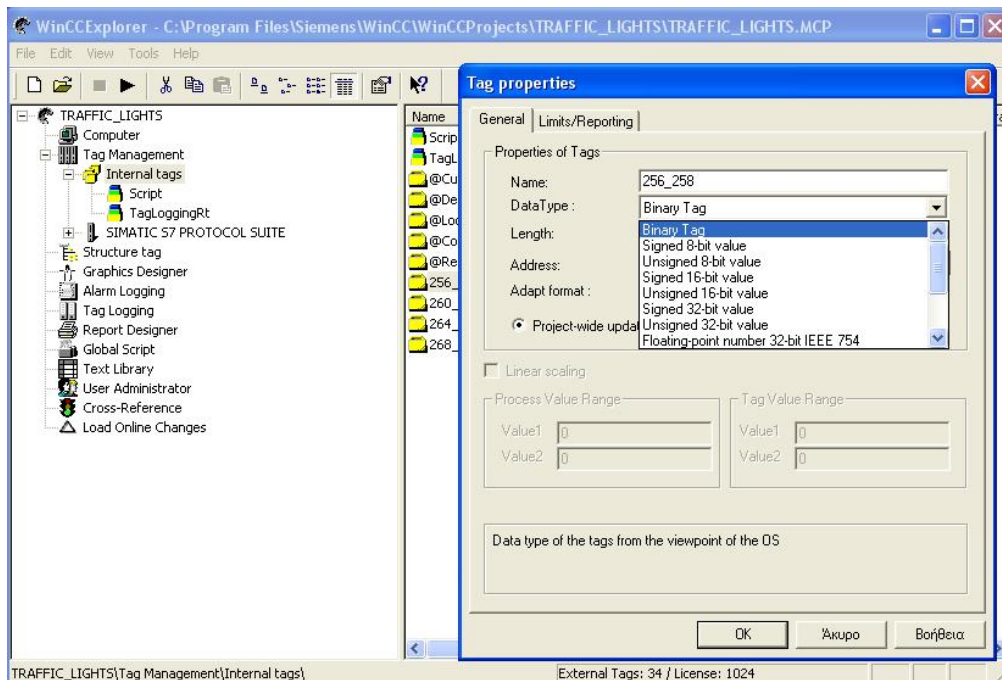 WinCCExplorer - C:\Program Files\Siemens\WinCC\WinCCProjects\TRAFFIC_LIGHTS\TRAFFIC_LIGHTS.MCP
File Edit View Tools Help
TRAFFIC_LIGHTS
Computer
Tag Management
Internal tags
Script
TagLoggingRt
SIMATIC S7 PROTOCOL SUITE
Structure tag
Graphics Designer
Alarm Logging
Tag Logging
Report Designer
Global Script
Text Library
User Administrator
Cross-Reference
Load Online Changes
Name
Scrip
TagL
@Cu
@De
@Loc
@Co
@Re
256_
260_
264_
268_
Tag properties
General Limits/Reporting
Properties of Tags
Name: 256_258
DataType : Binary Tag
Length:
Address:
Adapt format :
Project-wide updat
Binary Tag
Signed 8-bit value
Unsigned 8-bit value
Signed 16-bit value
Unsigned 16-bit value
Signed 32-bit value
Unsigned 32-bit value
Floating-point number 32-bit IEEE 754
Linear scaling
Process Value Range
Value1 0
Value2 0
Tag Value Range
Value1 0
Value2 0
Data type of the tags from the viewpoint of the OS
OK Άκυρο Βοήθεια
TRAFFIC_LIGHTS\Tag Management\Internal tags\ External Tags: 34 / License: 1024